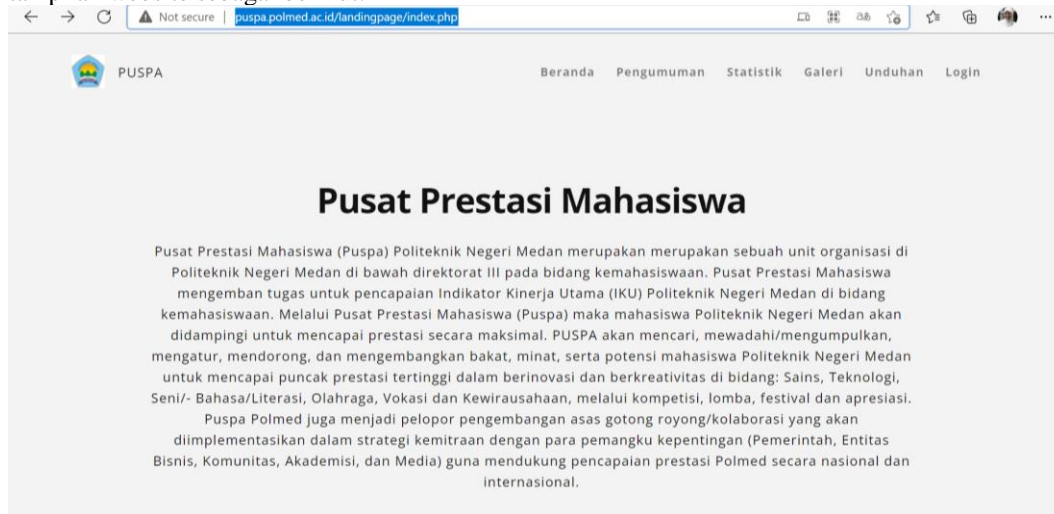 Not secure | puspa.polmed.ac.id/landingpage/index.php
PUSPA
Beranda Pengumuman Statistik Galeri Unduhan Login
Pusat Prestasi Mahasiswa
Pusat Prestasi Mahasiswa (Puspa) Politeknik Negeri Medan merupakan merupakan sebuah unit organisasi di
Politeknik Negeri Medan di bawah direktorat III pada bidang kemahasiswaan. Pusat Prestasi Mahasiswa
mengemban tugas untuk pencapaian Indikator Kinerja Utama (IKU) Politeknik Negeri Medan di bidang
kemahasiswaan. Melalui Pusat Prestasi Mahasiswa (Puspa) maka mahasiswa Politeknik Negeri Medan akan
didampingi untuk mencapai prestasi secara maksimal. PUSPA akan mencari, mewadahi/mengumpulkan,
mengatur, mendorong, dan mengembangkan bakat, minat, serta potensi mahasiswa Politeknik Negeri Medan
untuk mencapai puncak prestasi tertinggi dalam berinovasi dan berkreativitas di bidang: Sains, Teknologi,
Seni/- Bahasa/Literasi, Olahraga, Vokasi dan Kewirausahaan, melalui kompetisi, lomba, festival dan apresiasi.
Puspa Polmed juga menjadi pelopor pengembangan asas gotong royong/kolaborasi yang akan
diimplementasikan dalam strategi kemitraan dengan para pemangku kepentingan (Pemerintah, Entitas
Bisnis, Komunitas, Akademisi, dan Media) guna mendukung pencapaian prestasi Polmed secara nasional dan
internasional.